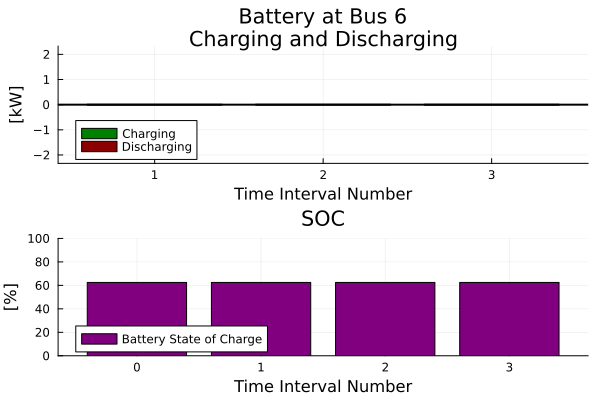 Battery at Bus 6
Charging and Discharging
[kW]
2
1
0
−1
−2
Charging
Discharging
1 2 3
Time Interval Number
SOC
[%]
100
80
60
40
20
0
Battery State of Charge
0 1 2 3
Time Interval Number